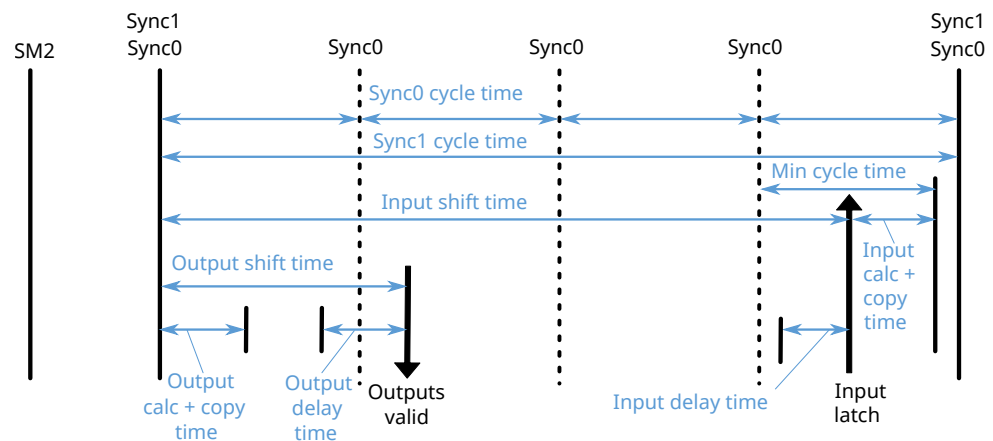 Sync1
Sync1
SM2
Sync0
Sync0
Sync0
Sync0
Sync0
Sync0 cycle time
Sync1 cycle time
Min cycle time
Input shift time
Output shift time
Input
calc +
copy
time
Output
calc + copy
time
Output
delay
time
Outputs
valid
Input delay time
Input
latch